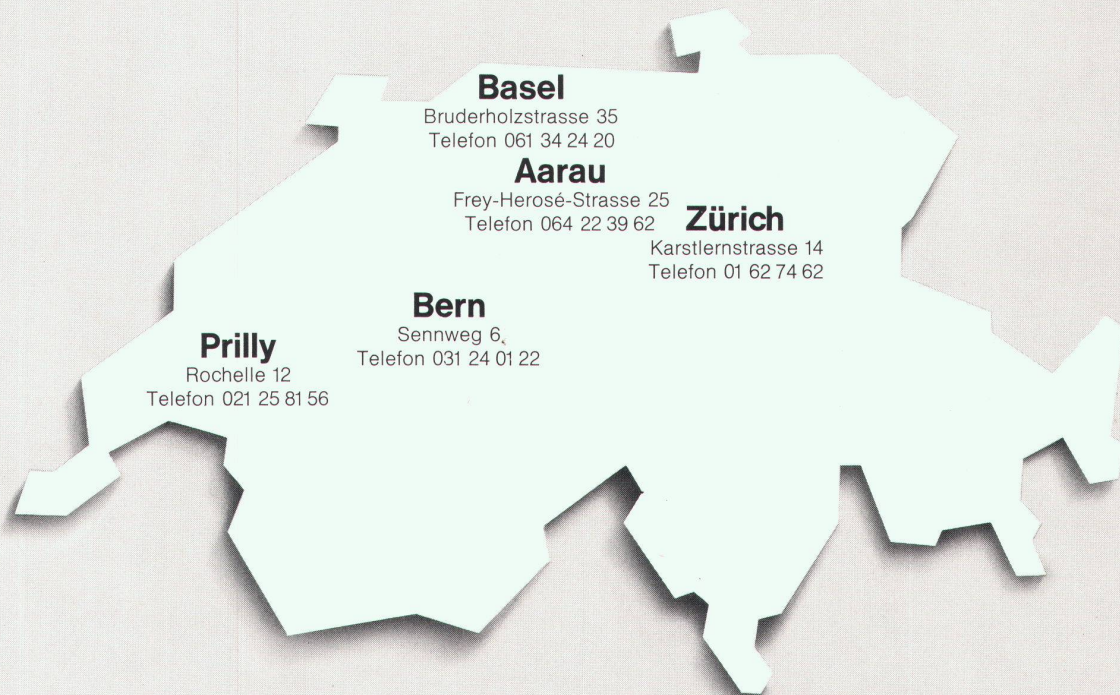 Basel
Bruderholzstrasse 35
Telefon 061 34 24 20
Aarau
Frey-Herosé-Strasse 25
Telefon 064 22 39 62
Zürich
Karstlernstrasse 14
Telefon 01 62 74 62
Bern
Sennweg 6
Telefon 031 24 01 22
Prilly
Rochelle 12
Telefon 021 25 81 56